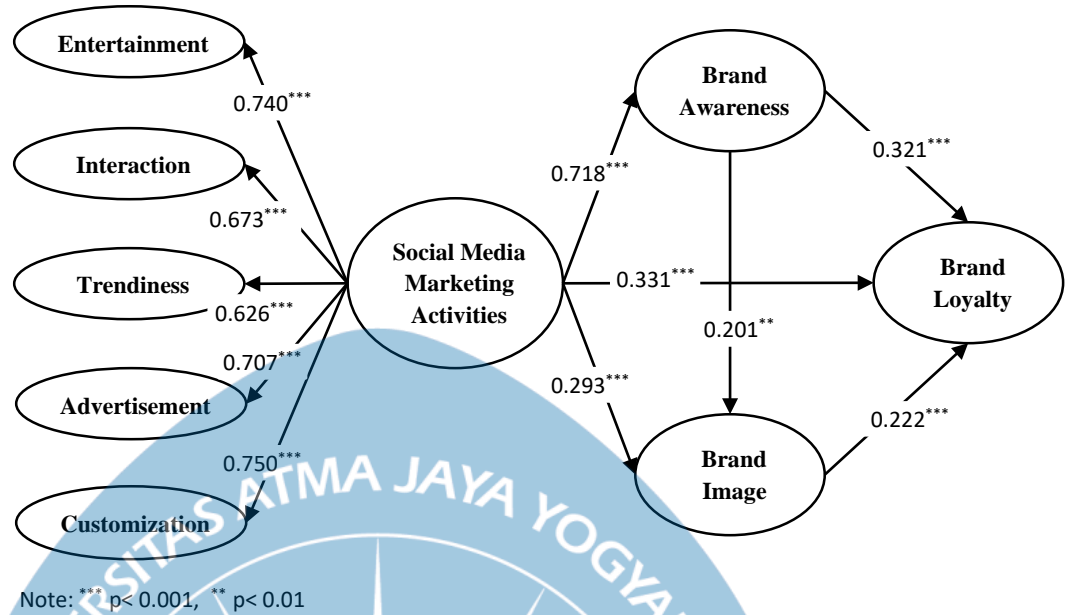 Entertainment
0.740***
Interaction
0.673***
Trendiness
0.626***
Advertisement
0.707***
Customization
0.750***
Social Media
Marketing
Activities
0.718***
0.331***
0.293***
Brand
Awareness
0.201**
Brand
Image
0.321***
0.222***
Brand
Loyalty
ERSITAS ATMA JAYA YOGYA
Note: *** p< 0.001, ** p< 0.01